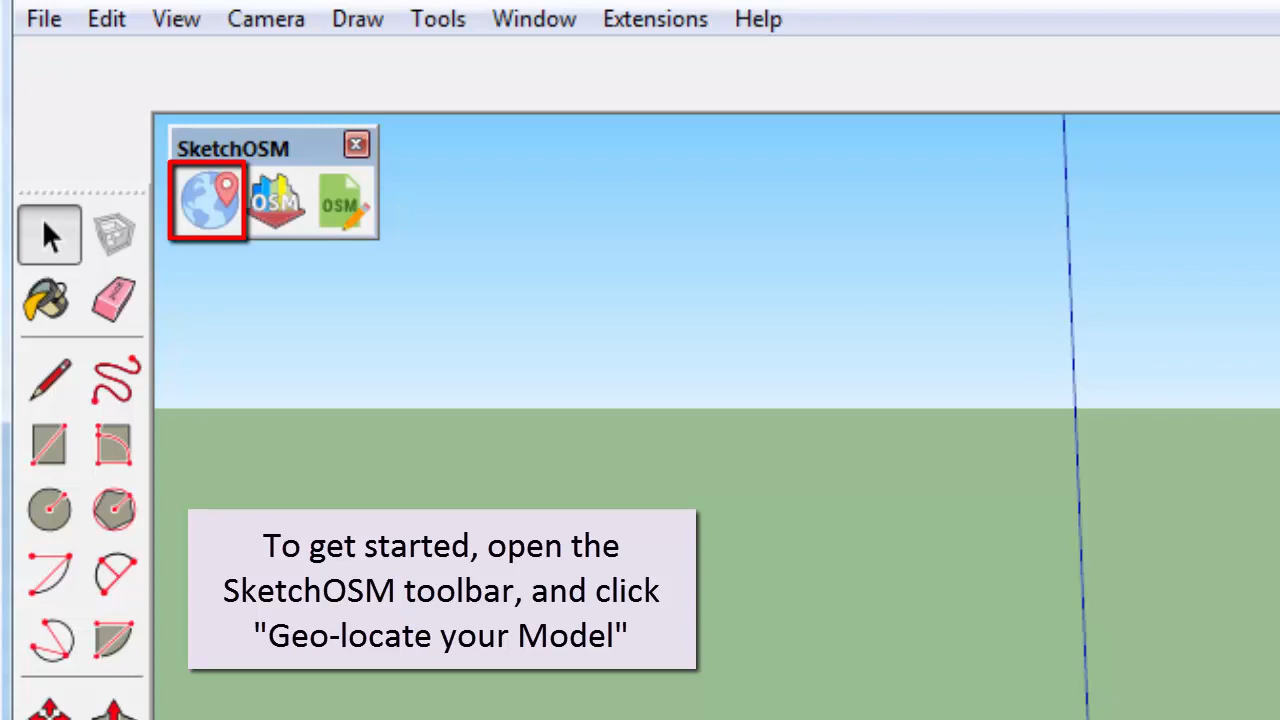 File Edit View Camera Draw Tools Window Extensions Help
SketchOSM
OSM OSM
To get started, open the
SketchOSM toolbar, and click
"Geo-locate your Model"